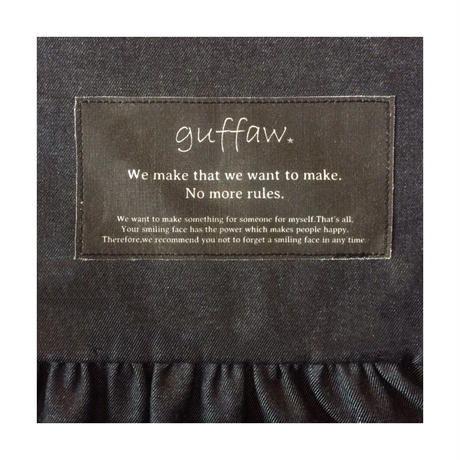 guffaw.*
We make that we want to make.
No more rules.
We want to make something for someone for myself.That's all.
Your smiling face has the power which makes people happy.
Therefore,we recommend you not to forget a smiling face in any time.